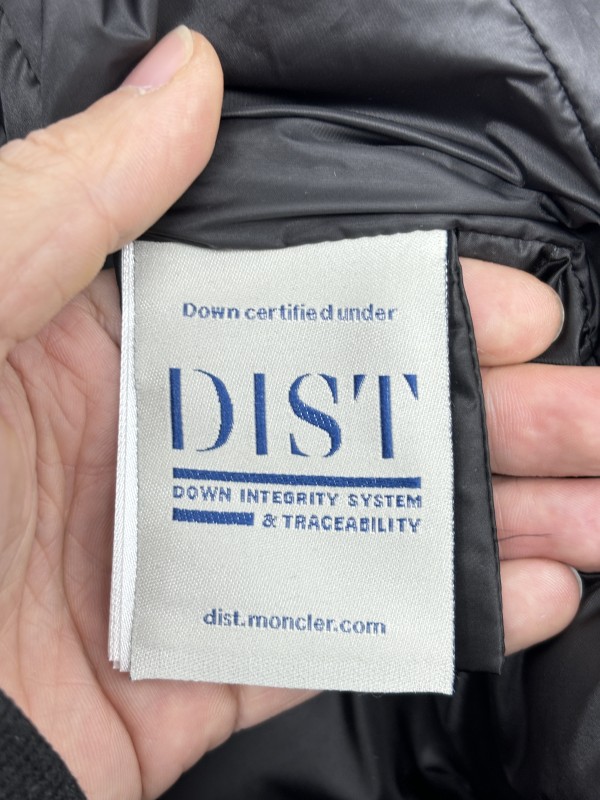 Down certified under
DIST
DOWN INTEGRITY SYSTEM
& TRACEABILITY
dist.moncler.com